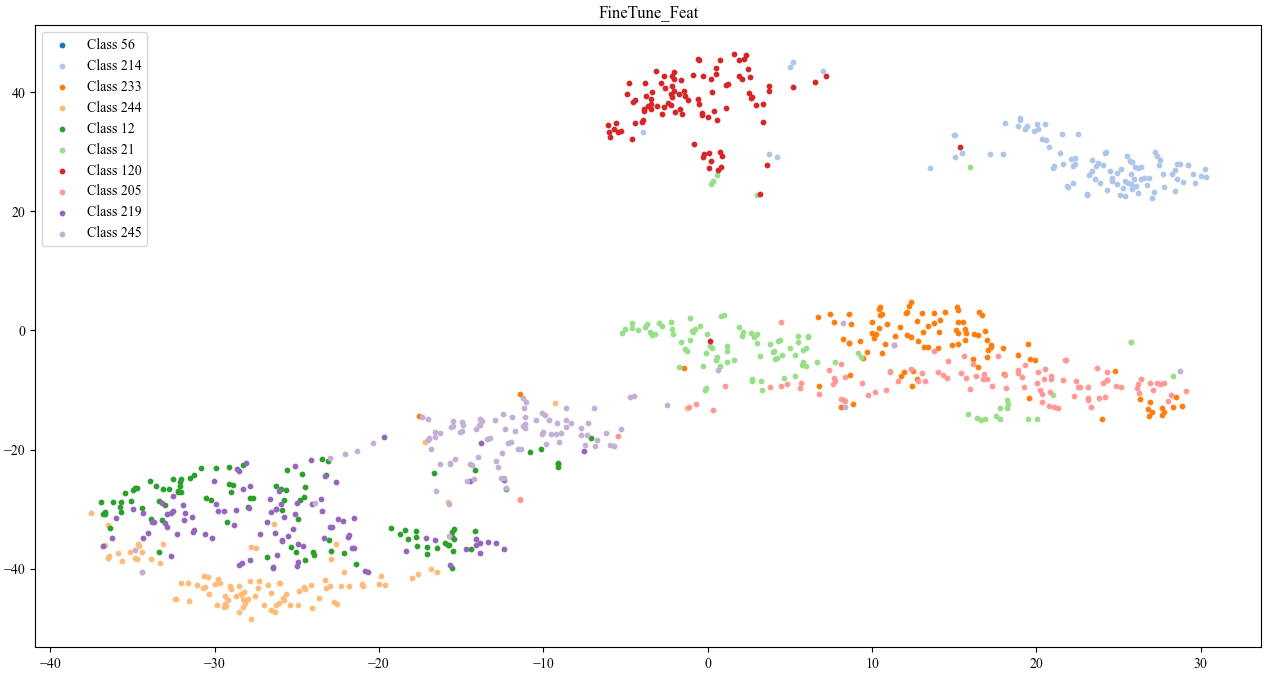 FineTune_Feat
Class 56
Class 214
Class 233
Class 244
Class 12
Class 21
Class 120
Class 205
Class 219
Class 245
40
20
0
−20
−40
−40 −30 −20 −10 0 10 20 30